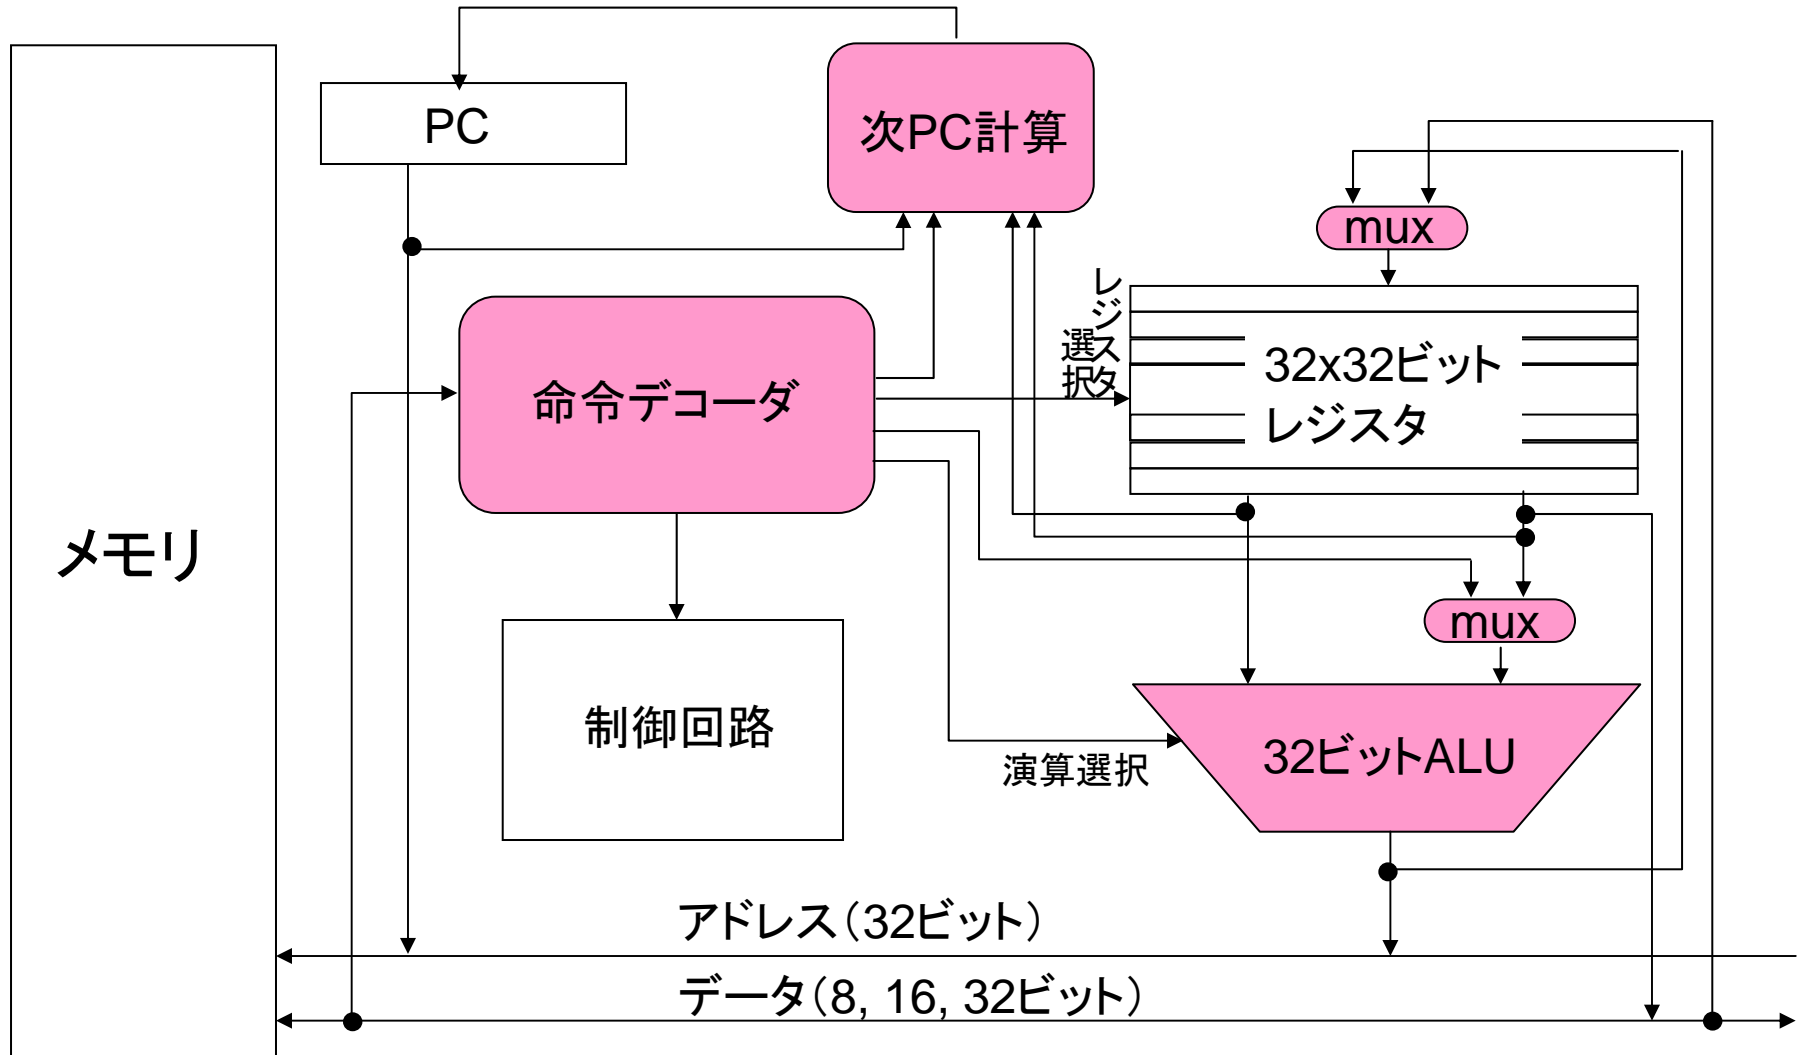 PC
次PC計算
mux
レジスタ
選択
32x32ビット
レジスタ
命令デコーダ
メモリ
mux
制御回路
32ビットALU
演算選択
アドレス(32ビット)
データ(8, 16, 32ビット)